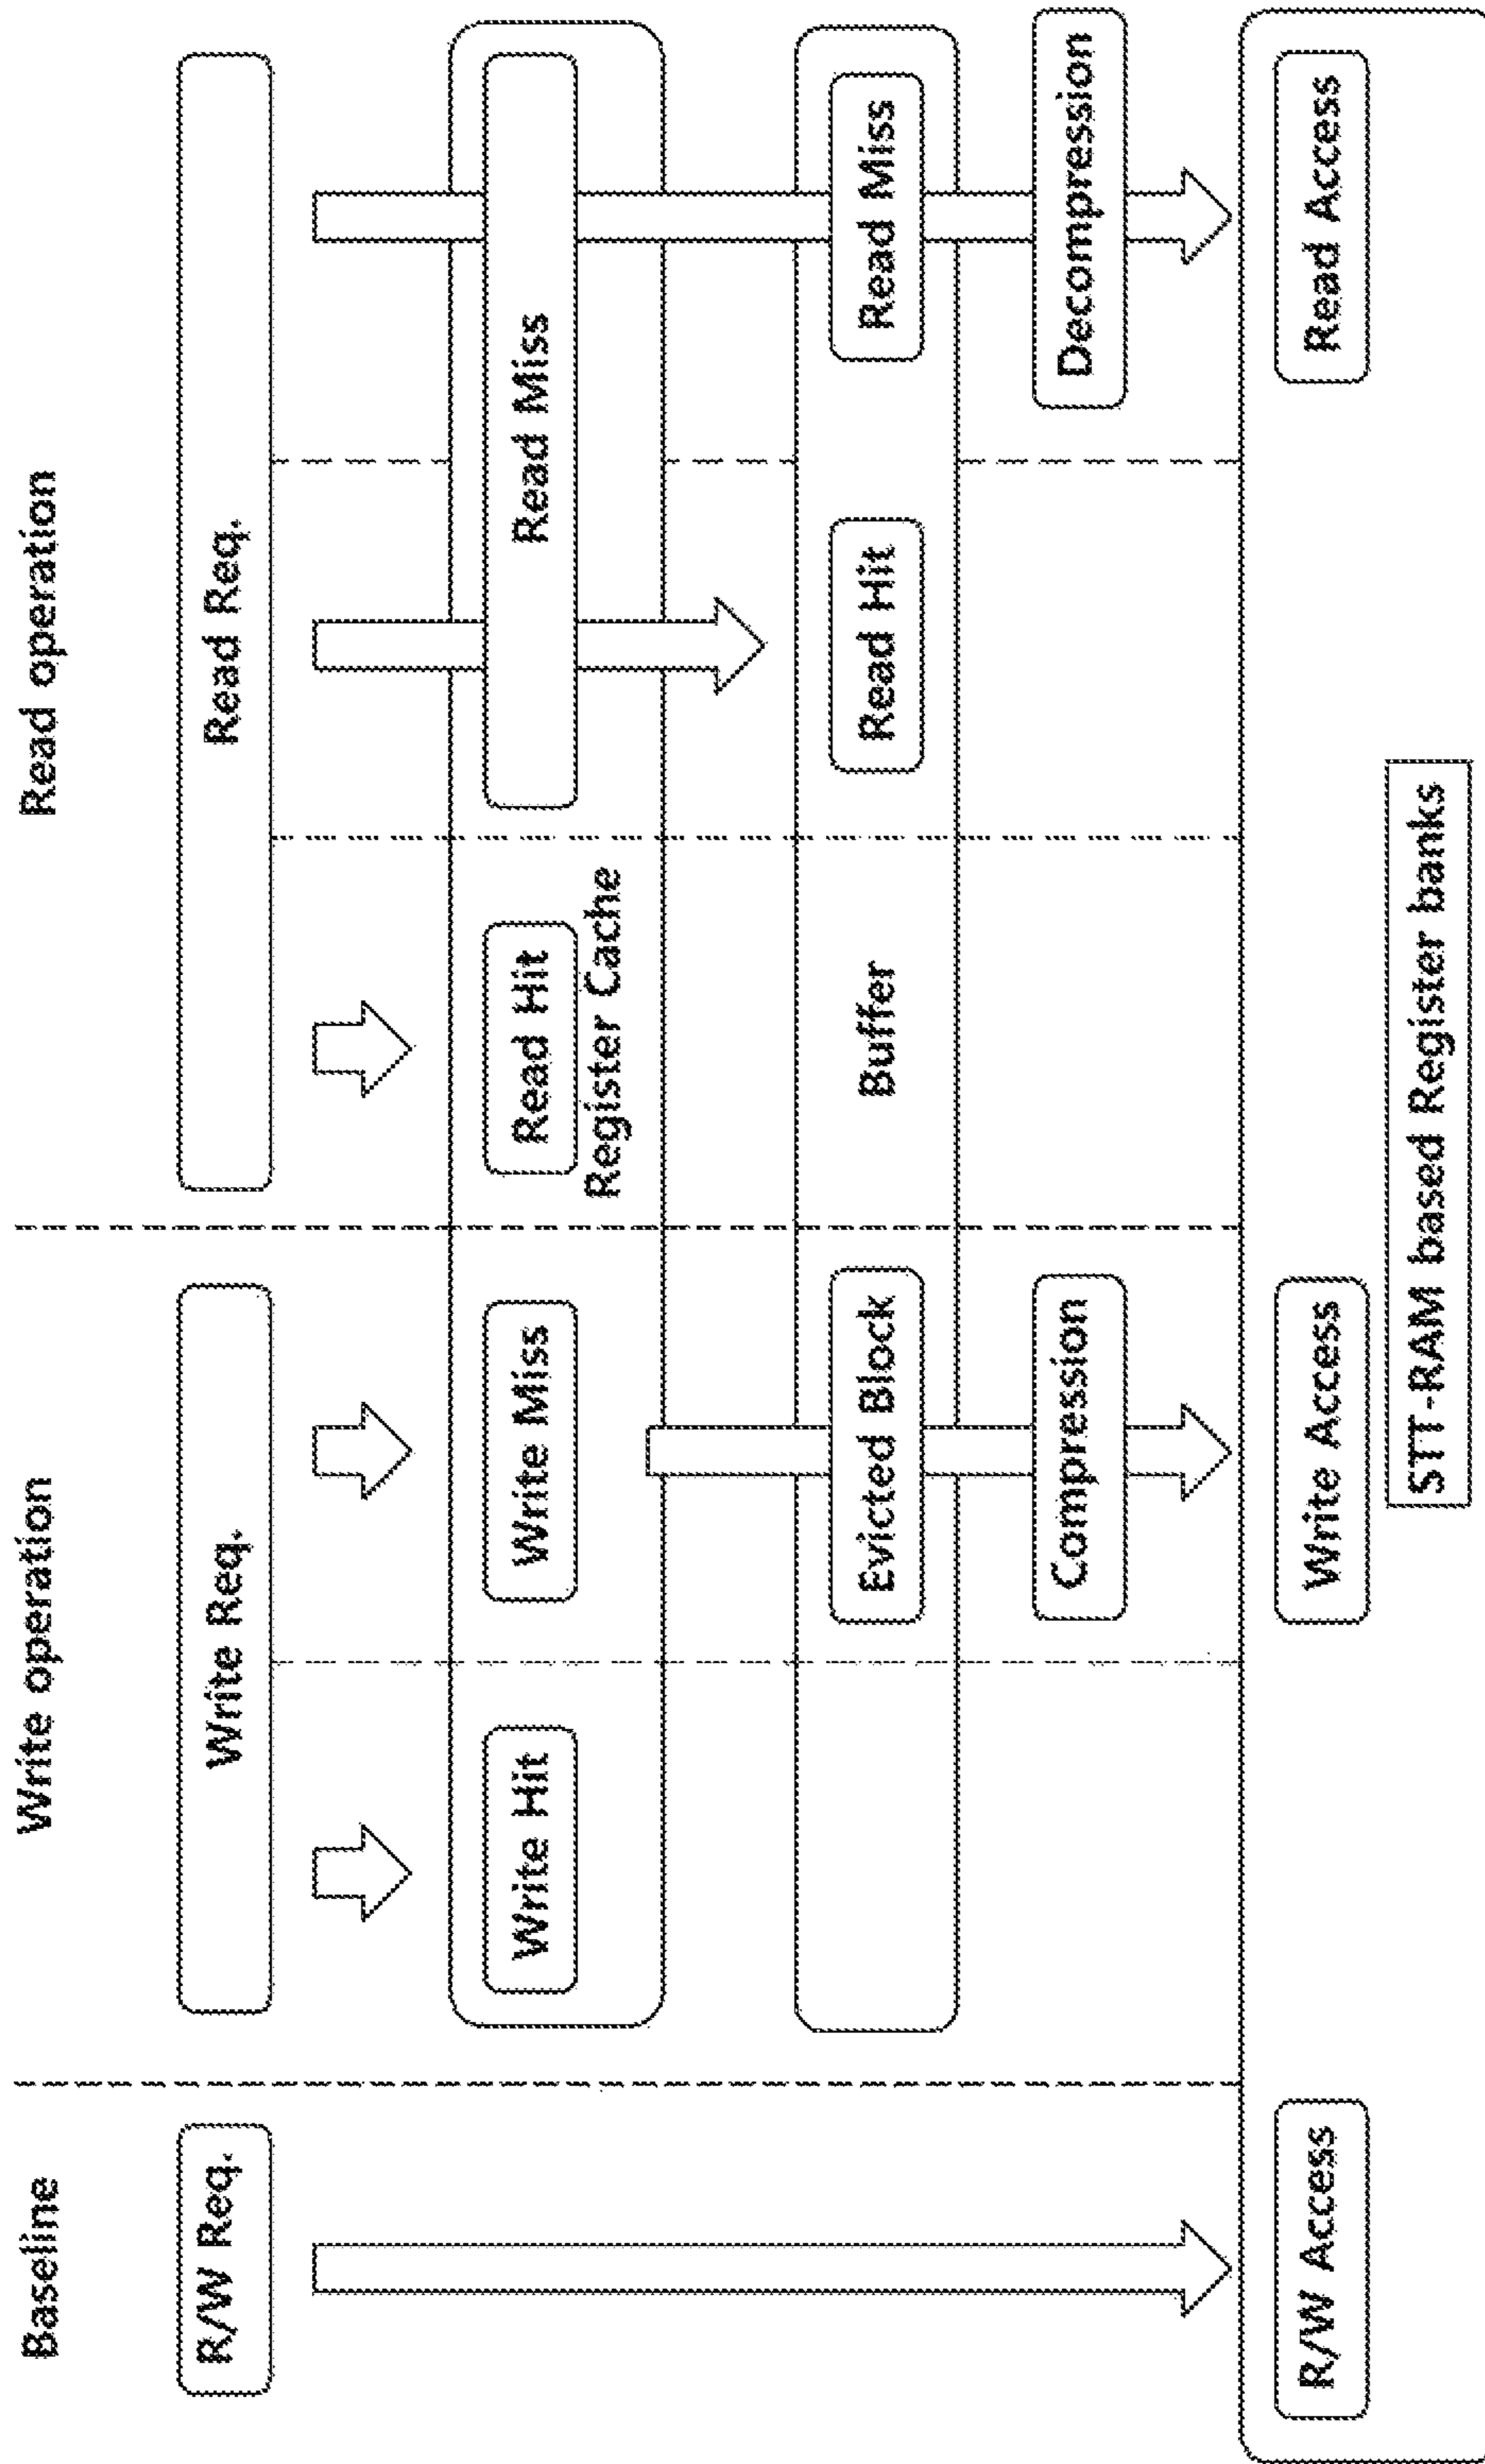 Baseline
Write operation
Read operation
R/W Req.
Write Req.
Read Req.
Write Hit
Write Miss
Read Hit
Read Miss
Register Cache
Evicted Block
Buffer
Read Hit
Read Miss
Compression
Decompression
R/W Access
Write Access
Read Access
STT-RAM based Register banks